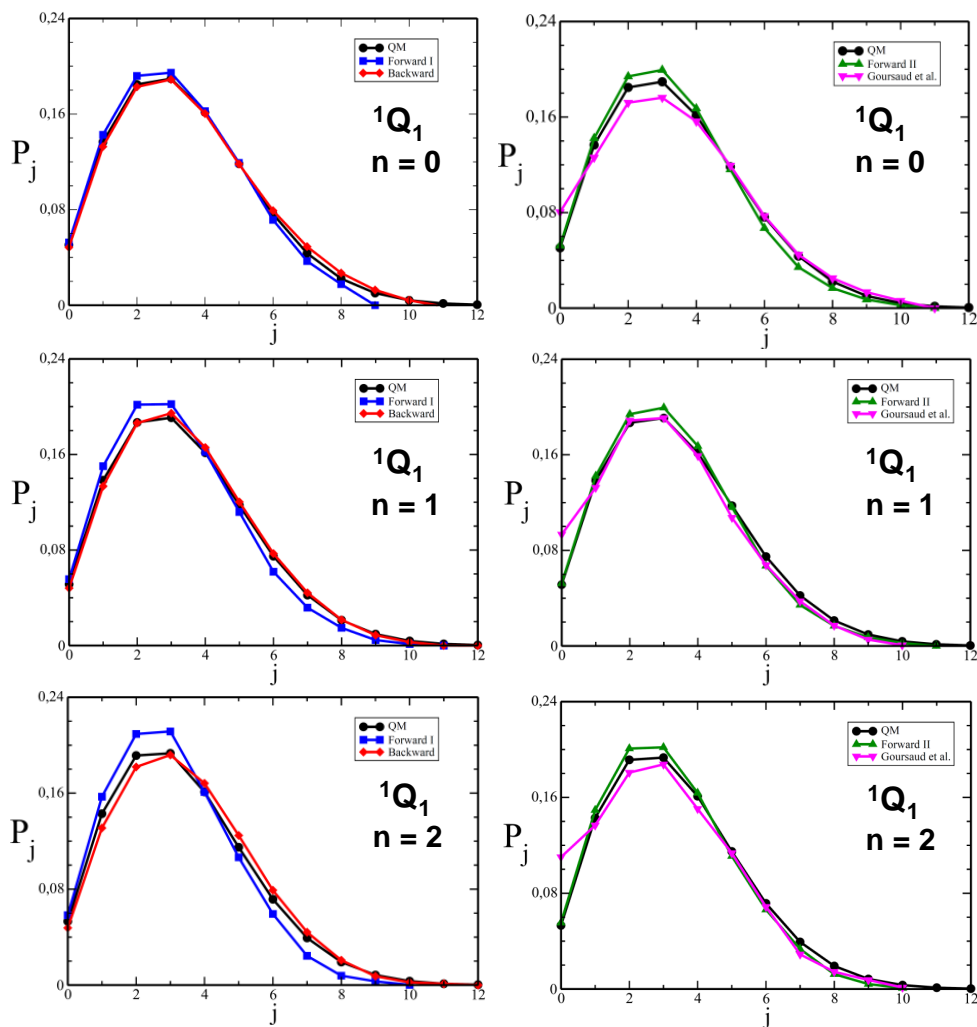 0,24
0,16
0,08
0
P_j
QM
Forward I
Backward
¹Q₁
n = 0
0 2 4 6 8 10 12
j
0,24
0,16
0,08
0
P_j
QM
Forward II
Goursaud et al.
¹Q₁
n = 0
0 2 4 6 8 10 12
j
0,24
0,16
0,08
0
P_j
QM
Forward I
Backward
¹Q₁
n = 1
0 2 4 6 8 10 12
j
0,24
0,16
0,08
0
P_j
QM
Forward II
Goursaud et al.
¹Q₁
n = 1
0 2 4 6 8 10 12
j
0,24
0,16
0,08
0
P_j
QM
Forward I
Backward
¹Q₁
n = 2
0 2 4 6 8 10 12
j
0,24
0,16
0,08
0
P_j
QM
Forward II
Goursaud et al.
¹Q₁
n = 2
0 2 4 6 8 10 12
j